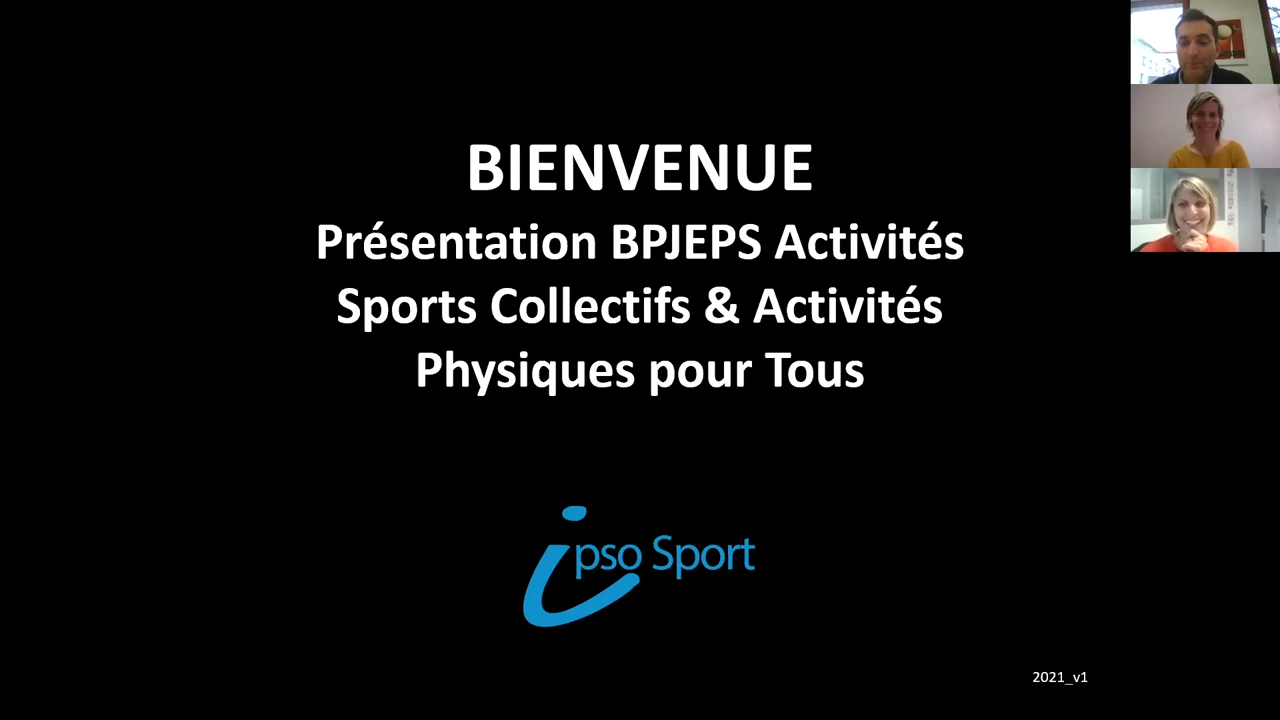 BIENVENUE
Présentation BPJEPS Activités
Sports Collectifs & Activités
Physiques pour Tous
ipso Sport
2021_v1